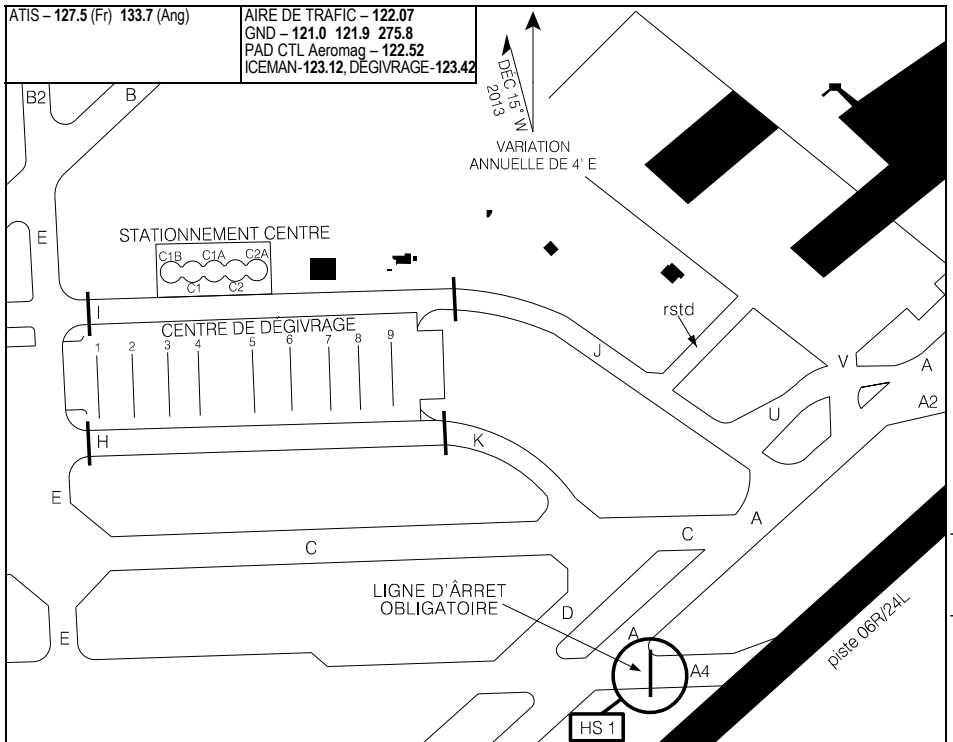 ATIS – 127.5 (Fr) 133.7 (Ang)
AIRE DE TRAFIC – 122.07
GND – 121.0 121.9 275.8
PAD CTL Aeromag – 122.52
ICEMAN-123.12, DÉGIVRAGE-123.42
B2
B
DÉC 15° W
2013
VARIATION
ANNUELLE DE 4' E
E
STATIONNEMENT CENTRE
C1B C1A C2A
C1 C2
rstd
I
CENTRE DE DÉGIVRAGE
1 2 3 4 5 6 7 8 9
J
V
A
A2
U
H
K
E
A
C
C
LIGNE D'ÂRRET
OBLIGATOIRE
D
E
A
A4
piste 06R/24L
HS 1